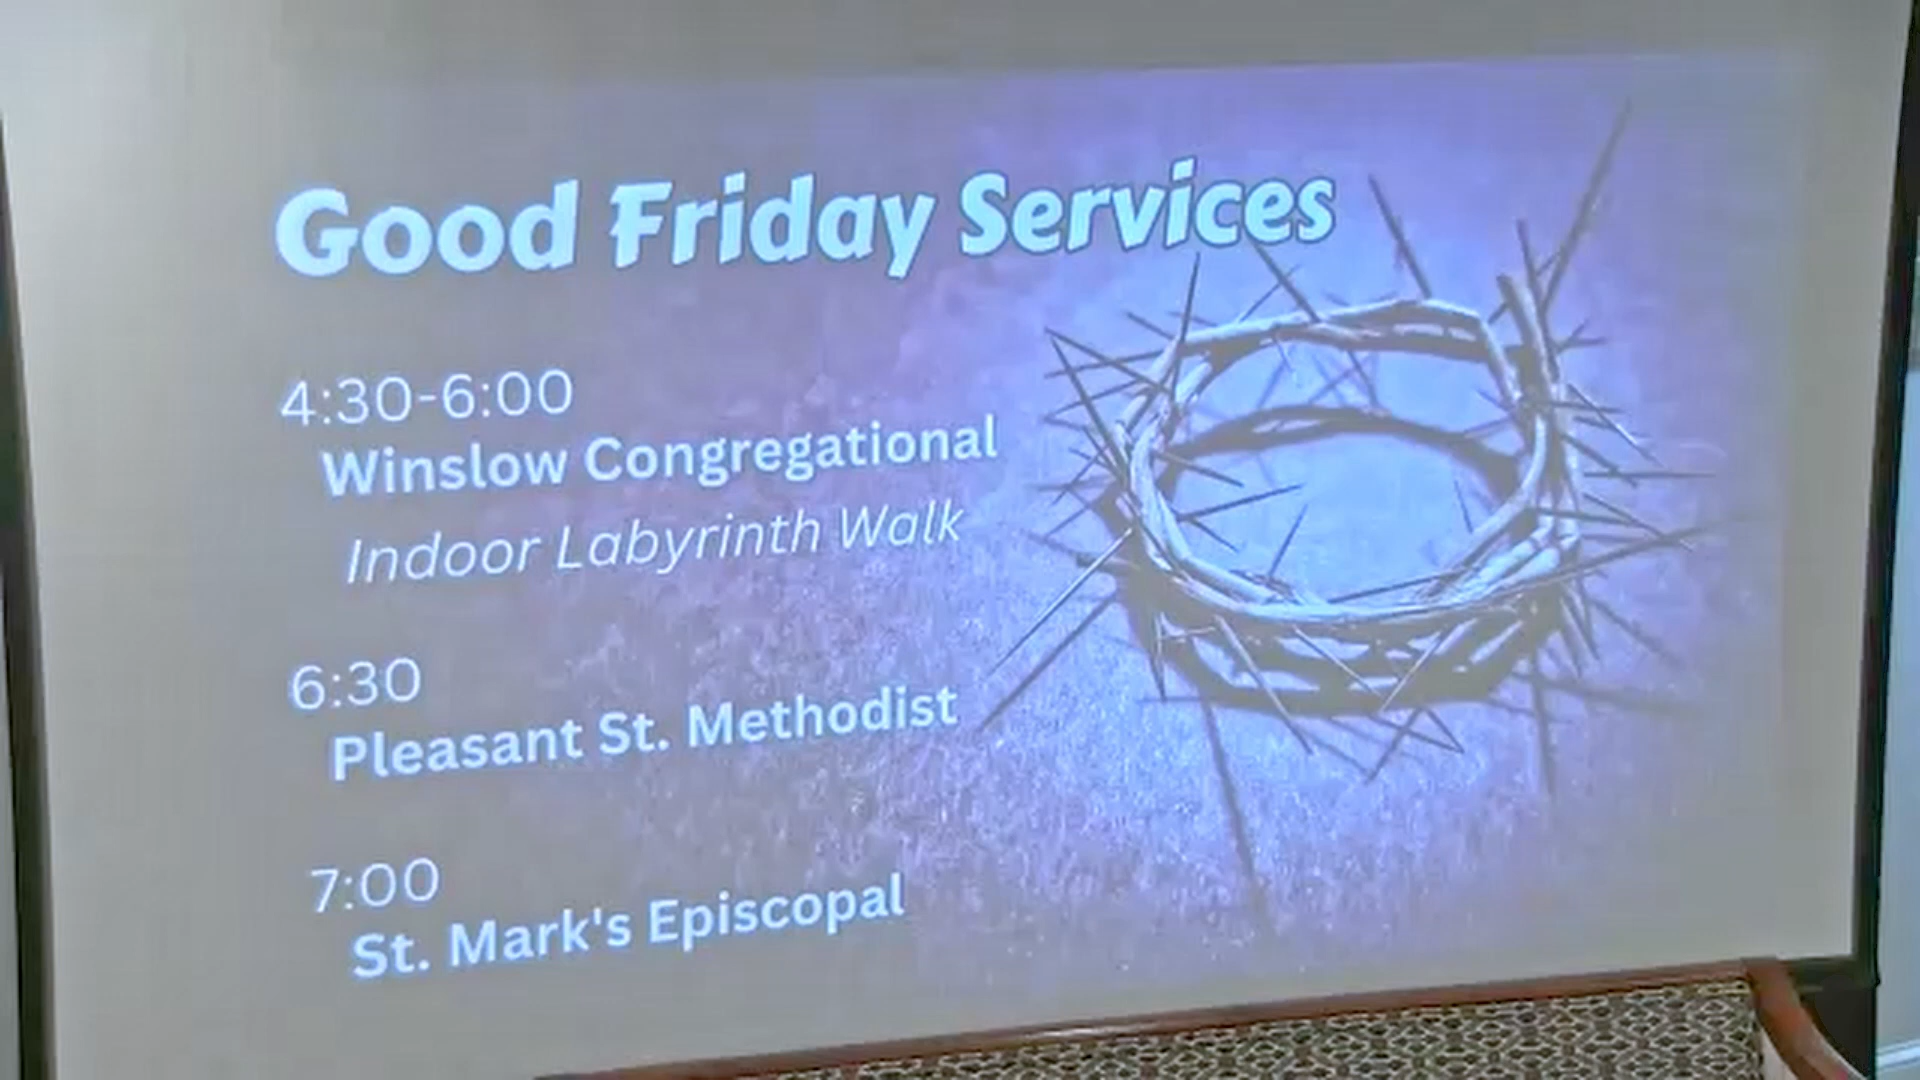 Good Friday Services
4:30-6:00
Winslow Congregational
Indoor Labyrinth Walk
6:30
Pleasant St. Methodist
7:00
St. Mark's Episcopal